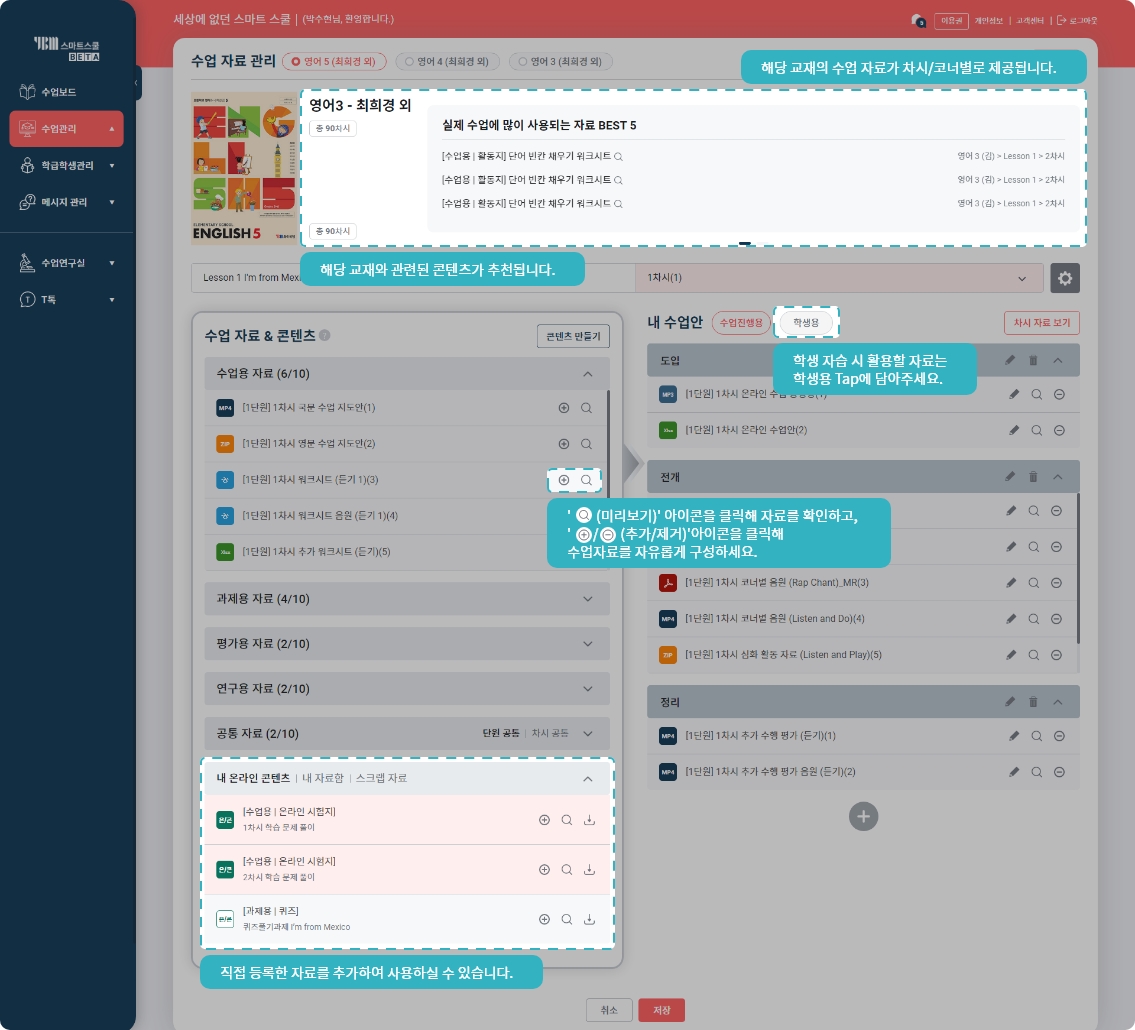 세상에 없던 스마트 스쿨 | (박수현님, 환영합니다.)
5
이용권 개인정보 | 고객센터 | 로그아웃
YBM 스마트스쿨
BETA
수업보드
수업관리
학급학생관리
메시지 관리
수업연구실
T톡
수업 자료 관리
영어 5 (최희경 외)
영어 4 (최희경 외)
영어 3 (최희경 외)
해당 교재의 수업 자료가 차시/코너별로 제공됩니다.
ELEMENTARY SCHOOL
ENGLISH 5
영어3 - 최희경 외
총 90차시
총 90차시
실제 수업에 많이 사용되는 자료 BEST 5
[수업용 | 활동지] 단어 빈칸 채우기 워크시트
영어 3 (김) > Lesson 1 > 2차시
[수업용 | 활동지] 단어 빈칸 채우기 워크시트
영어 3 (김) > Lesson 1 > 2차시
[수업용 | 활동지] 단어 빈칸 채우기 워크시트
영어 3 (김) > Lesson 1 > 2차시
해당 교재와 관련된 콘텐츠가 추천됩니다.
Lesson 1 I'm from Mexi
1차시(1)
수업 자료 & 콘텐츠
콘텐츠 만들기
수업용 자료 (6/10)
MP4 [1단원] 1차시 국문 수업 지도안(1)
ZIP [1단원] 1차시 영문 수업 지도안(2)
[1단원] 1차시 워크시트 (듣기 1)(3)
[1단원] 1차시 워크시트 음원 (듣기 1)(4)
Xlsx [1단원] 1차시 추가 워크시트 (듣기)(5)
과제용 자료 (4/10)
평가용 자료 (2/10)
연구용 자료 (2/10)
공통 자료 (2/10)
단원 공통 | 차시 공통
내 온라인 콘텐츠 | 내 자료함 | 스크랩 자료
온/콘 [수업용 | 온라인 시험지]
1차시 학습 문제 풀이
온/콘 [수업용 | 온라인 시험지]
2차시 학습 문제 풀이
온/콘 [과제용 | 퀴즈]
퀴즈풀기과제 I'm from Mexico
직접 등록한 자료를 추가하여 사용하실 수 있습니다.
내 수업안
수업진행용
학생용
차시 자료 보기
학생 자습 시 활용할 자료는
학생용 Tap에 담아주세요.
도입
MP3 [1단원] 1차시 온라인 수업
Xlsx [1단원] 1차시 온라인 수업안(2)
전개
' (미리보기)' 아이콘을 클릭해 자료를 확인하고,
' / (추가/제거)'아이콘을 클릭해
수업자료를 자유롭게 구성하세요.
[1단원] 1차시 코너별 음원 (Rap Chant)_MR(3)
MP4 [1단원] 1차시 코너별 음원 (Listen and Do)(4)
ZIP [1단원] 1차시 심화 활동 자료 (Listen and Play)(5)
정리
MP4 [1단원] 1차시 추가 수행 평가 (듣기)(1)
MP4 [1단원] 1차시 추가 수행 평가 음원 (듣기)(2)
취소
저장